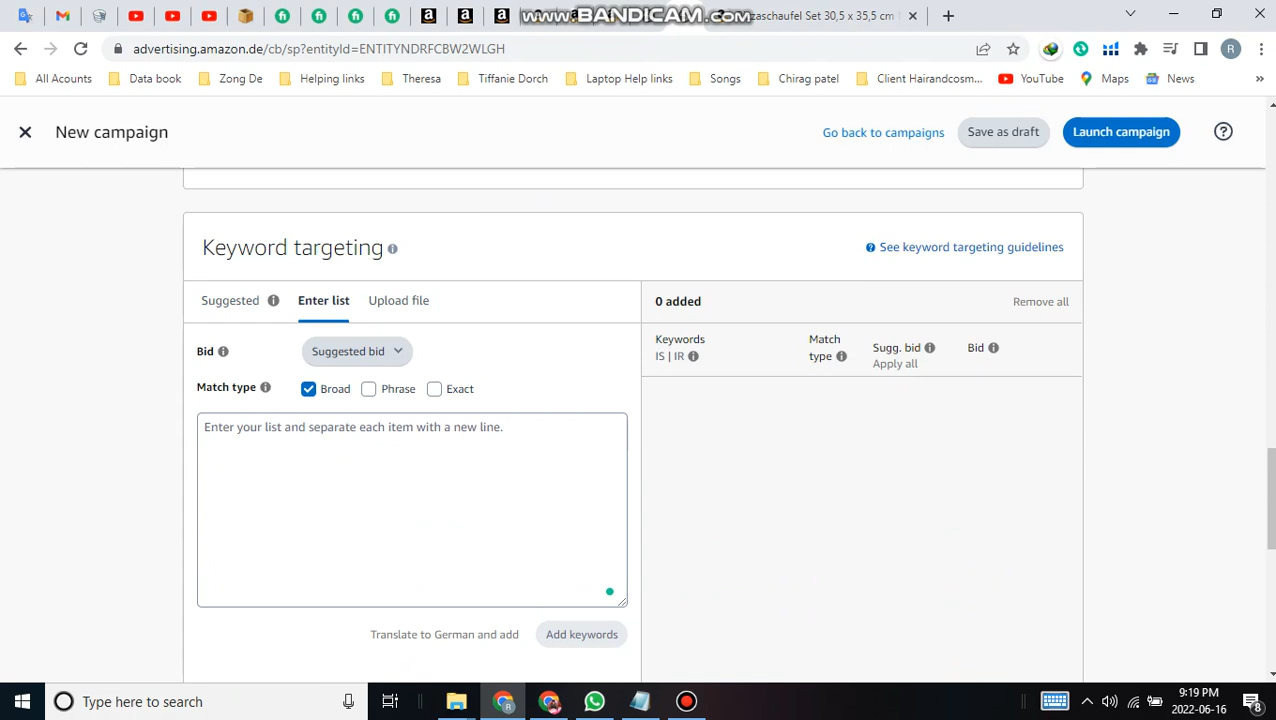 www.BANDICAM.com
zaschaufel Set 30,5 x 35,5 cm
advertising.amazon.de/cb/sp?entityId=ENTITYNDRFCBW2WLGH
R
All Acounts
Data book
Zong De
Helping links
Theresa
Tiffanie Dorch
Laptop Help links
Songs
Chirag patel
Client Hairandcosm...
YouTube
Maps
News
»
New campaign
Go back to campaigns
Save as draft
Launch campaign
Keyword targeting
See keyword targeting guidelines
Suggested
Enter list
Upload file
0 added
Remove all
Bid
Suggested bid
Keywords
IS | IR
Match
type
Sugg. bid
Apply all
Bid
Match type
Broad
Phrase
Exact
Enter your list and separate each item with a new line.
Translate to German and add
Add keywords
Type here to search
9:19 PM
2022-06-16
8